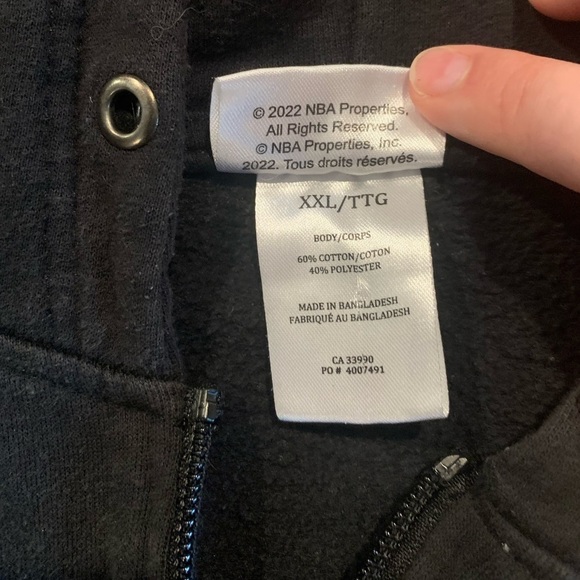 © 2022 NBA Properties,
All Rights Reserved.
© NBA Properties, Inc.
2022. Tous droits réservés.
XXL/TTG
BODY/CORPS
60% COTTON/COTON
40% POLYESTER
MADE IN BANGLADESH
FABRIQUÉ AU BANGLADESH
CA 33990
PO # 4007491